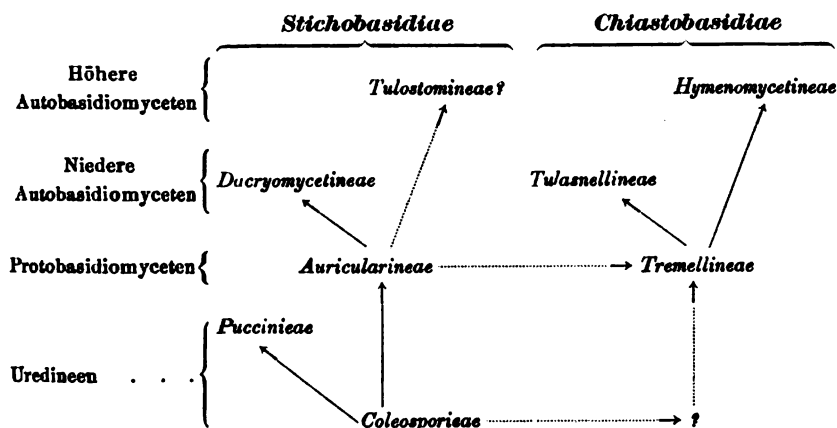 Stichobasidiae Chiastobasidiae
Höhere
Autobasidiomyceten
Tulostomineae?
Hymenomycetineae
Niedere
Autobasidiomyceten
Dacryomycetineae
Tulasnellineae
Protobasidiomyceten
Auricularineae
Tremellineae
Puccinieae
Uredineen . . .
Coleosporieae
?